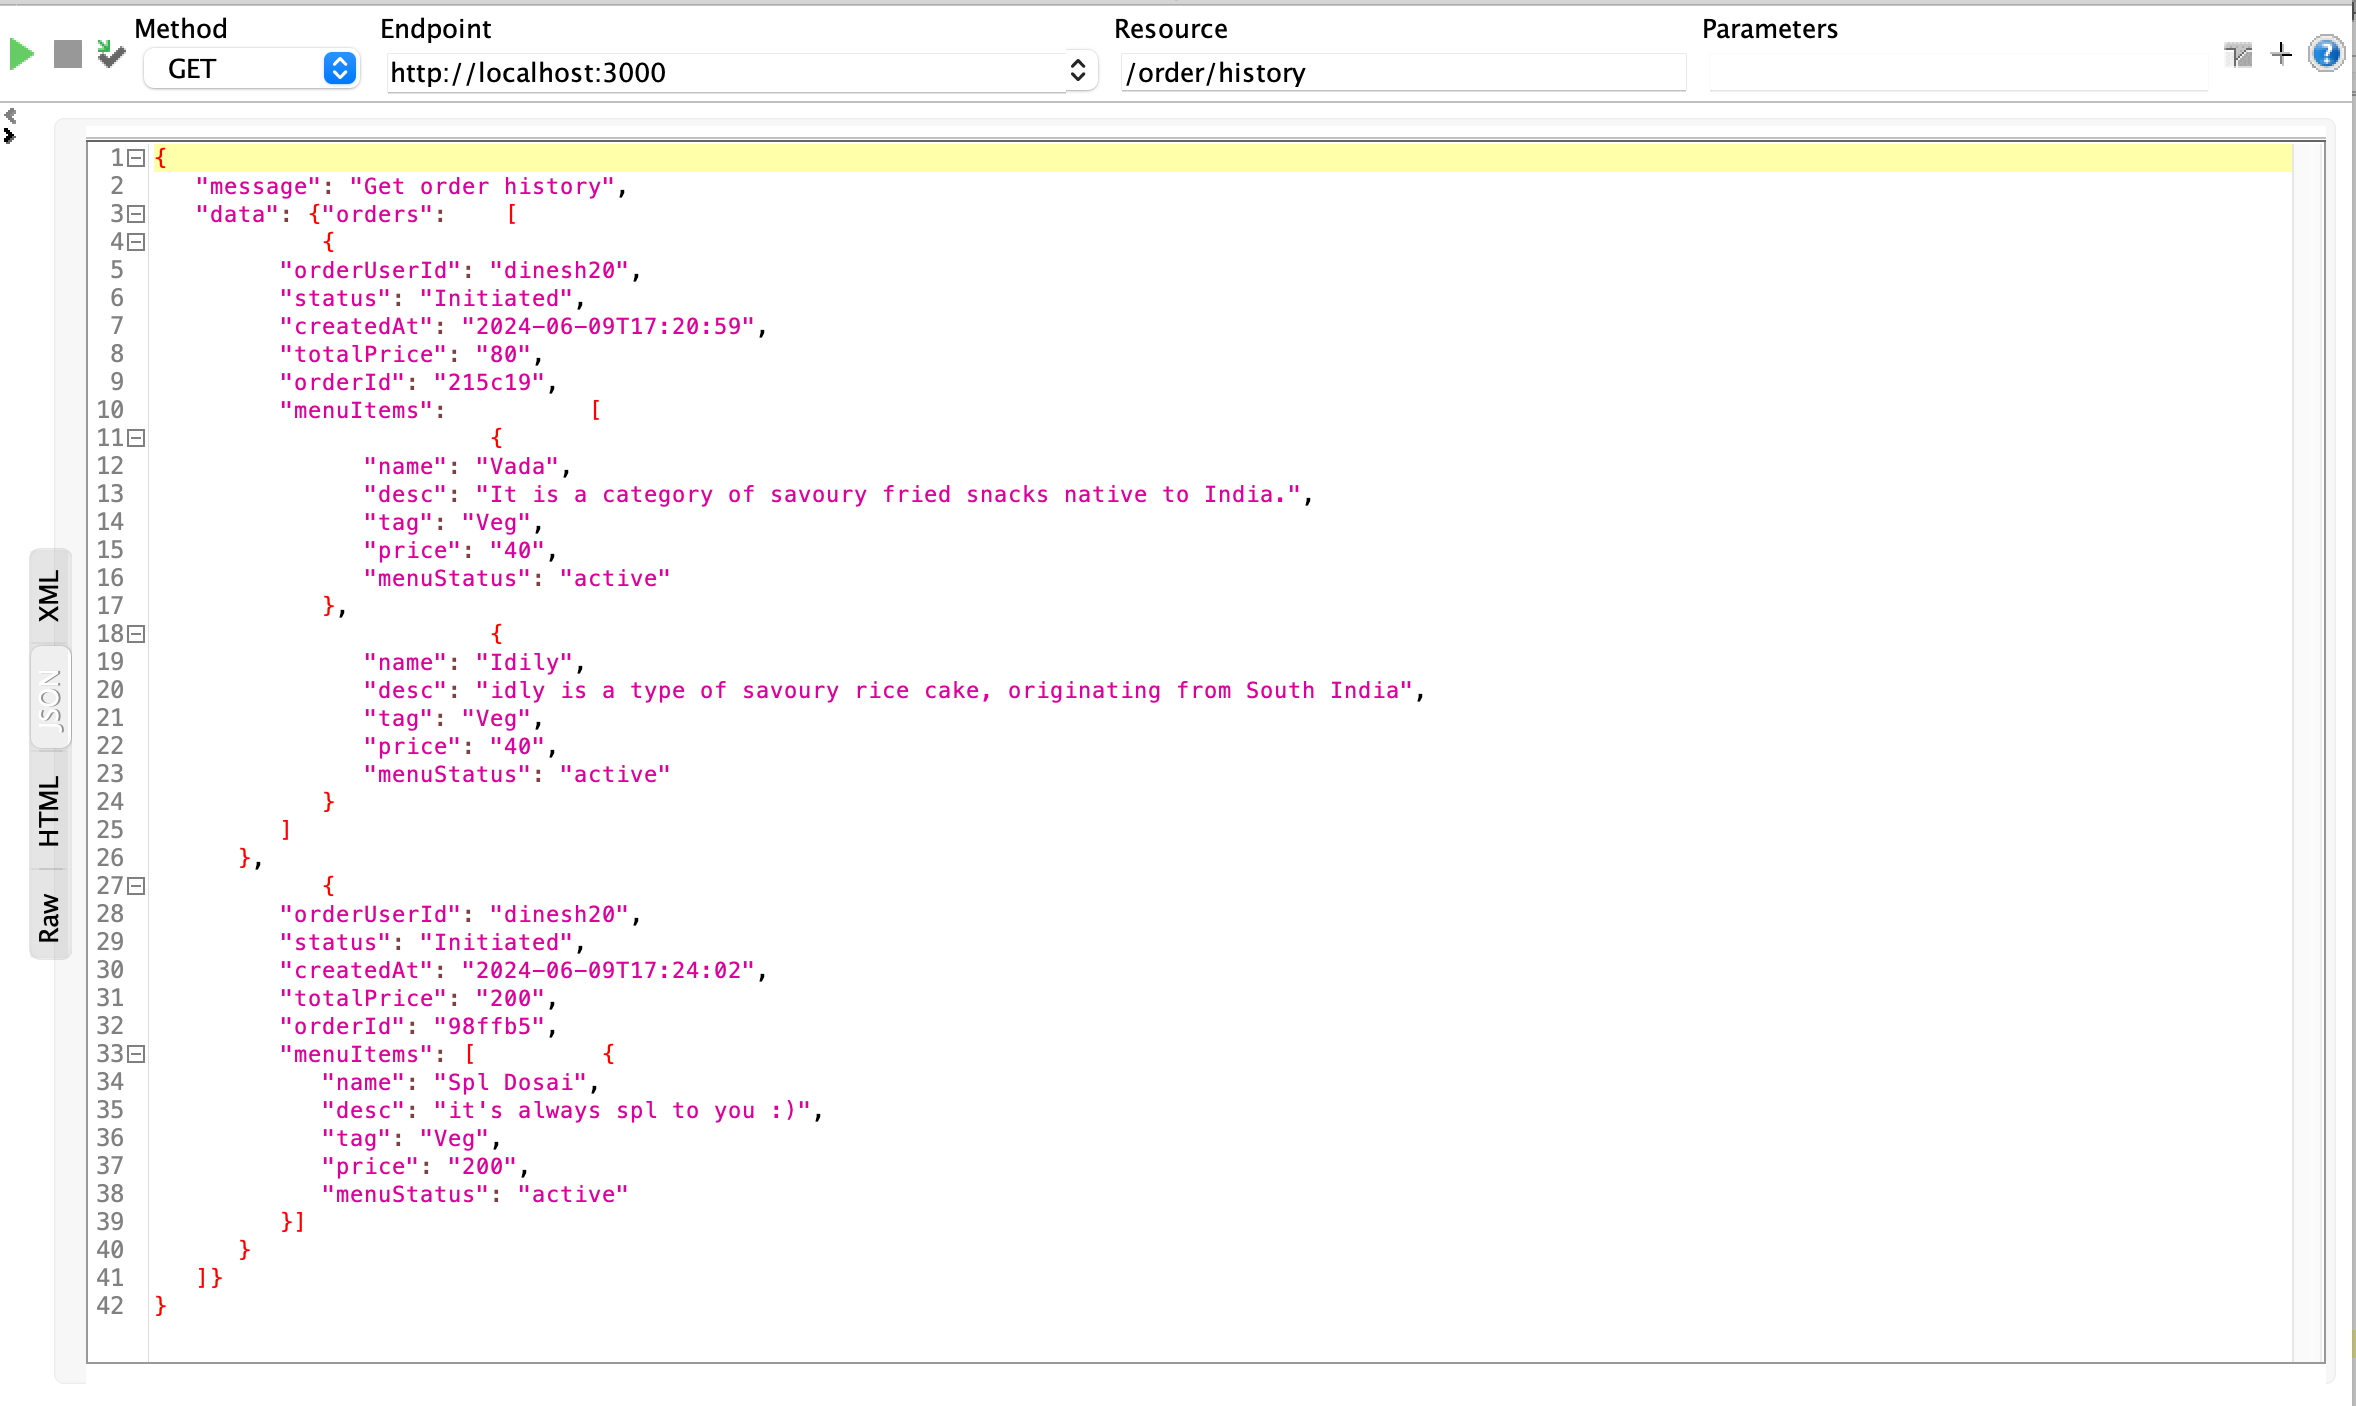 Method Endpoint Resource Parameters
GET http://localhost:3000 /order/history
1 {
2 "message": "Get order history",
3 "data": {"orders": [
4 {
5 "orderUserId": "dinesh20",
6 "status": "Initiated",
7 "createdAt": "2024-06-09T17:20:59",
8 "totalPrice": "80",
9 "orderId": "215c19",
10 "menuItems": [
11 {
12 "name": "Vada",
13 "desc": "It is a category of savoury fried snacks native to India.",
14 "tag": "Veg",
15 "price": "40",
16 "menuStatus": "active"
17 },
18 {
19 "name": "Idily",
20 "desc": "idly is a type of savoury rice cake, originating from South India",
21 "tag": "Veg",
22 "price": "40",
23 "menuStatus": "active"
24 }
25 ]
26 },
27 {
28 "orderUserId": "dinesh20",
29 "status": "Initiated",
30 "createdAt": "2024-06-09T17:24:02",
31 "totalPrice": "200",
32 "orderId": "98ffb5",
33 "menuItems": [ {
34 "name": "Spl Dosai",
35 "desc": "it's always spl to you :)",
36 "tag": "Veg",
37 "price": "200",
38 "menuStatus": "active"
39 }]
40 }
41 ]}
42 }
XML
JSON
HTML
Raw